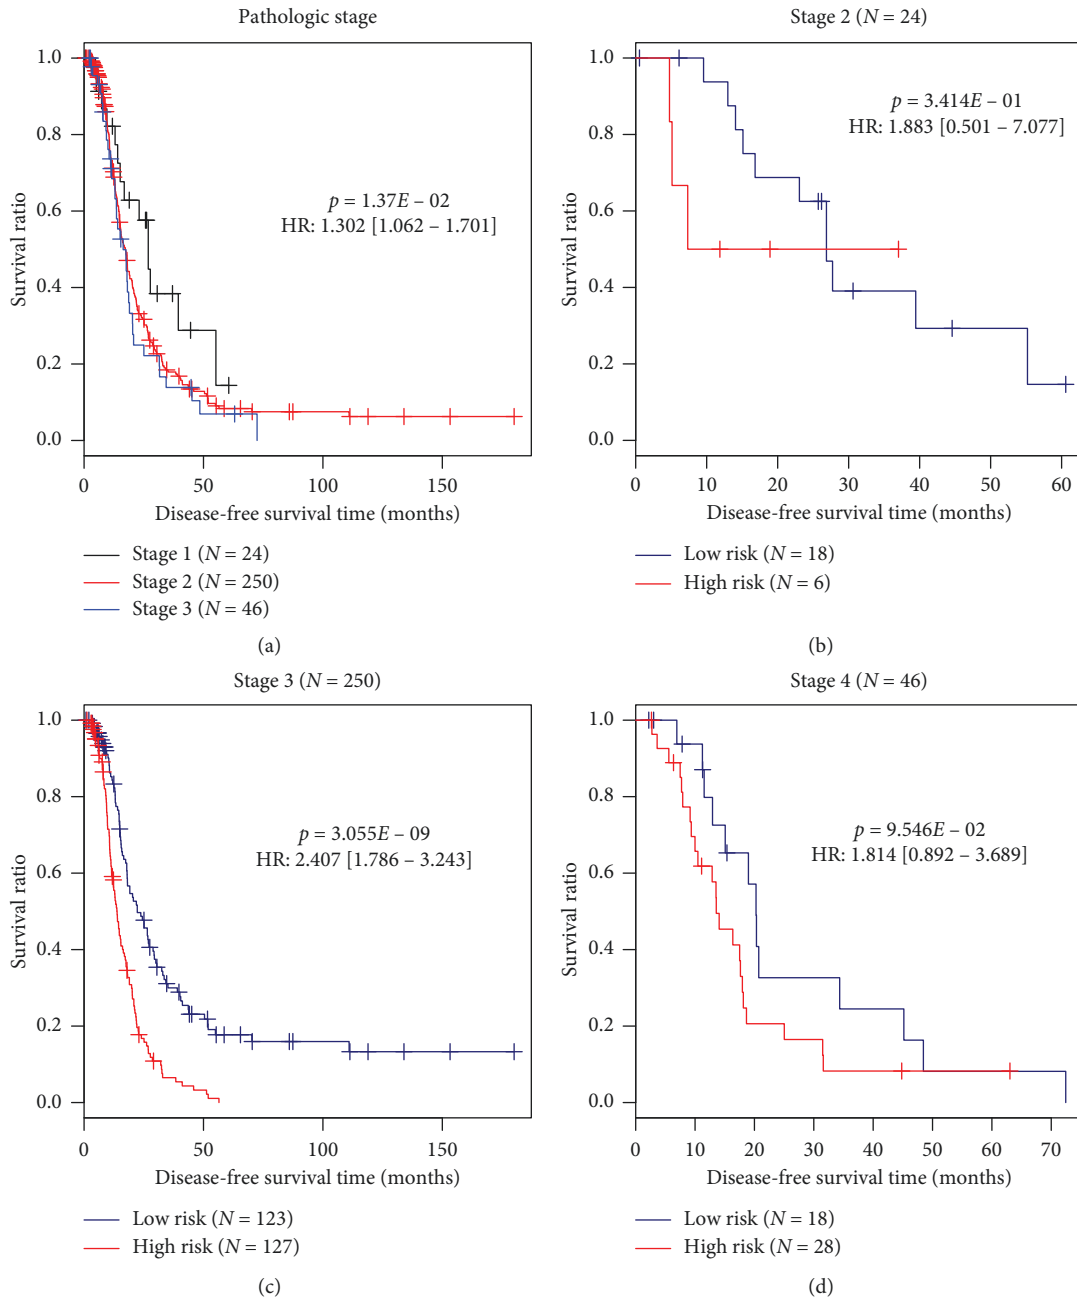 Pathologic stage
1.0
0.8
0.6
0.4
0.2
0.0
Survival ratio
p = 1.37E – 02
HR: 1.302 [1.062 – 1.701]
0 50 100 150
Disease-free survival time (months)
Stage 1 (N = 24)
Stage 2 (N = 250)
Stage 3 (N = 46)
(a)
Stage 2 (N = 24)
1.0
0.8
0.6
0.4
0.2
0.0
Survival ratio
p = 3.414E – 01
HR: 1.883 [0.501 – 7.077]
0 10 20 30 40 50 60
Disease-free survival time (months)
Low risk (N = 18)
High risk (N = 6)
(b)
Stage 3 (N = 250)
1.0
0.8
0.6
0.4
0.2
0.0
Survival ratio
p = 3.055E – 09
HR: 2.407 [1.786 – 3.243]
0 50 100 150
Disease-free survival time (months)
Low risk (N = 123)
High risk (N = 127)
(c)
Stage 4 (N = 46)
1.0
0.8
0.6
0.4
0.2
0.0
Survival ratio
p = 9.546E – 02
HR: 1.814 [0.892 – 3.689]
0 10 20 30 40 50 60 70
Disease-free survival time (months)
Low risk (N = 18)
High risk (N = 28)
(d)